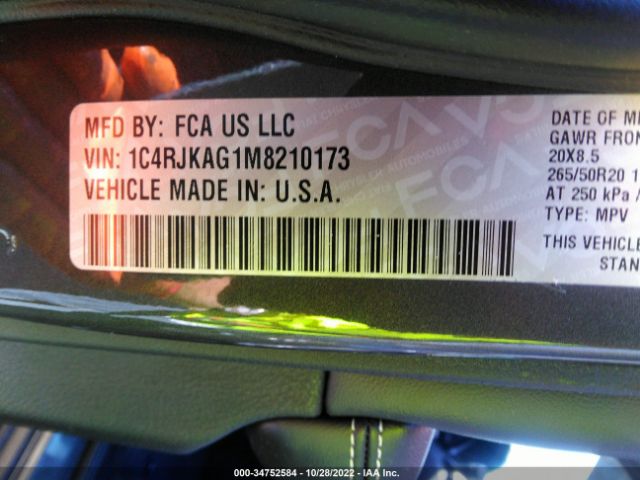 MFD BY: FCA US LLC
VIN: 1C4RJKAG1M8210173
VEHICLE MADE IN: U.S.A.
DATE OF M
GAWR FRON
20X8.5
265/50R20 1
AT 250 kPa /
TYPE: MPV
THIS VEHICLE
STAN
000-34752584 - 10/28/2022 - IAA Inc.